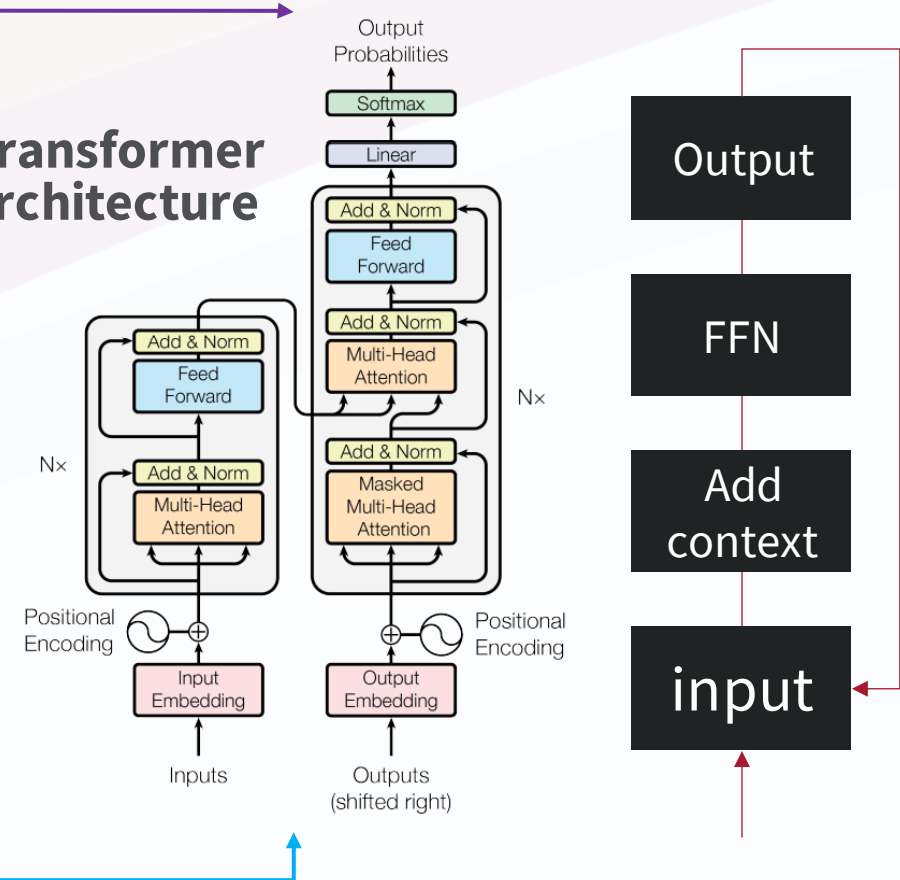 ransformer
rchitecture
Output
Probabilities
Softmax
Linear
Add & Norm
Feed
Forward
Add & Norm
Multi-Head
Attention
Add & Norm
Masked
Multi-Head
Attention
Nx
Positional
Encoding
Output
Embedding
Outputs
(shifted right)
Add & Norm
Feed
Forward
Add & Norm
Multi-Head
Attention
Nx
Positional
Encoding
Input
Embedding
Inputs
Output
FFN
Add
context
input